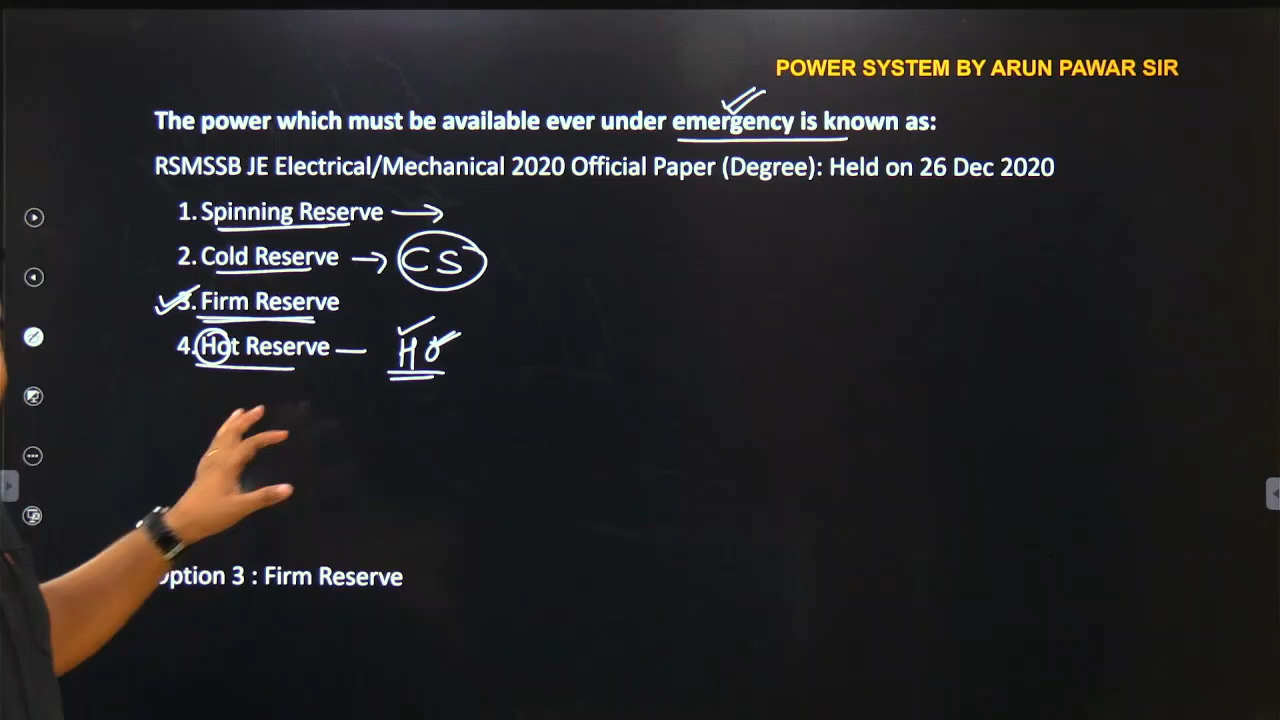 POWER SYSTEM BY ARUN PAWAR SIR
The power which must be available ever under emergency is known as:
RSMSSB JE Electrical/Mechanical 2020 Official Paper (Degree): Held on 26 Dec 2020
1. Spinning Reserve
2. Cold Reserve → CS
3. Firm Reserve
4. Hot Reserve — HO
Option 3 : Firm Reserve